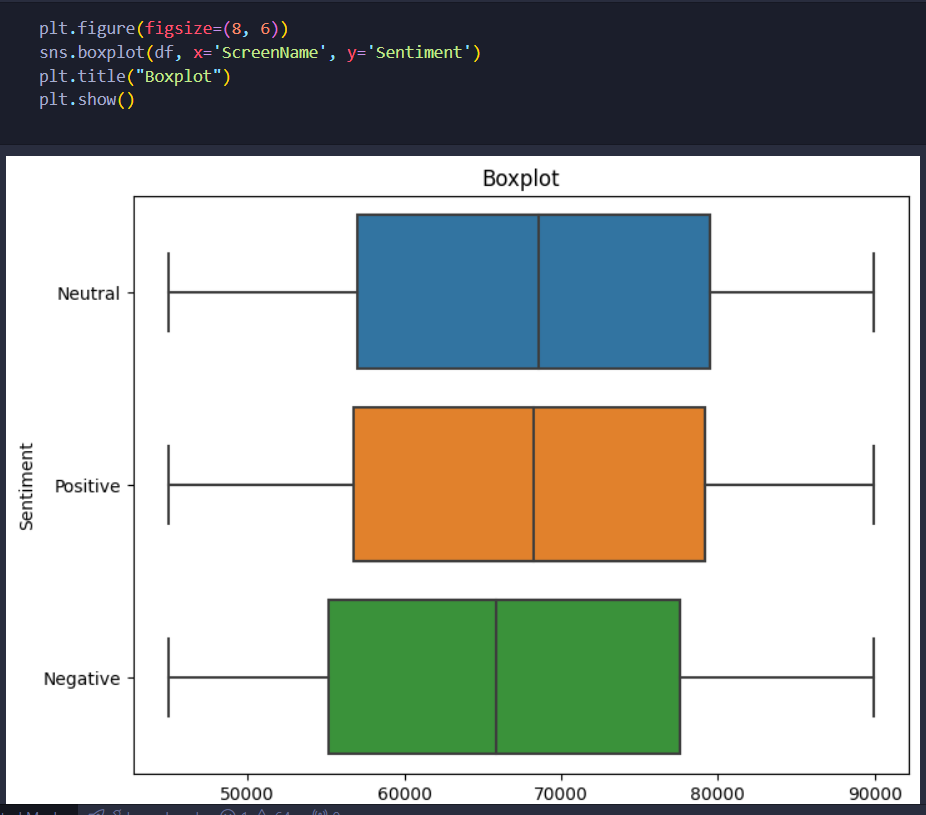 plt.figure(figsize=(8, 6))
sns.boxplot(df, x='ScreenName', y='Sentiment')
plt.title("Boxplot")
plt.show()
Boxplot
Neutral
Positive
Negative
Sentiment
50000 60000 70000 80000 90000